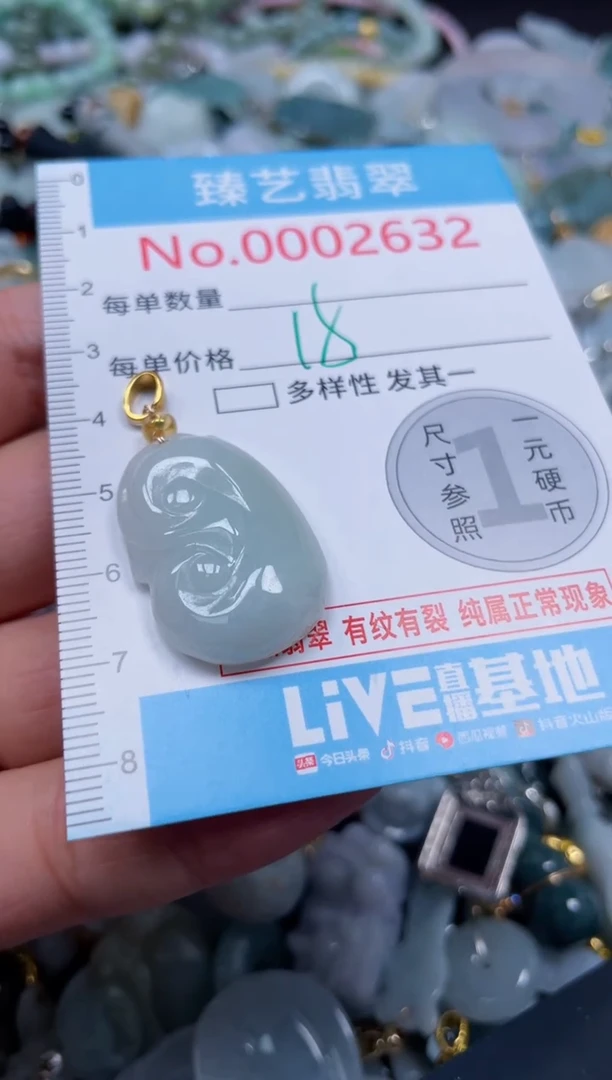 臻艺翡翠
No.0002632
每单数量
18
每单价格
多样性 发其一
0
1
2
3
4
5
6
7
8
尺寸参照
1
一元硬币
翡翠 有纹有裂 纯属正常现象
LiVE直播基地
头条 今日头条 抖音 西瓜视频 抖音火山